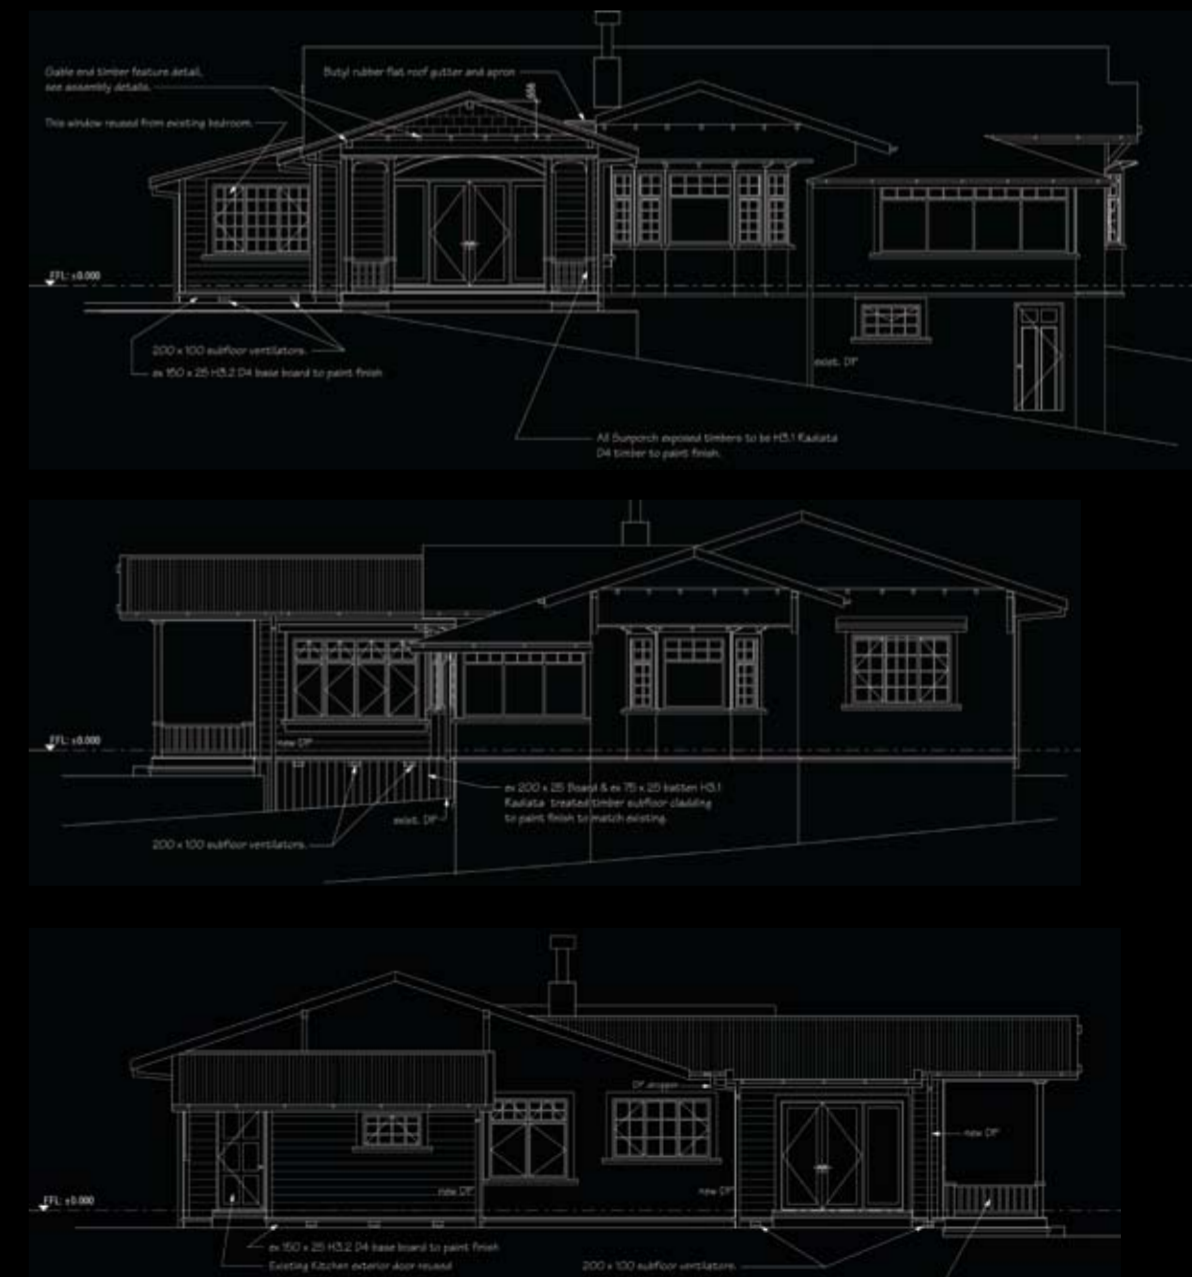 Gable end timber feature detail,
see assembly details.
Butyl rubber flat roof gutter and apron
This window reused from existing bedroom.
FFL: ±0.000
200 x 100 subfloor ventilators.
ex 150 x 25 H3.2 D4 base board to paint finish
exist. DP
All Sunporch exposed timbers to be H3.1 Radiata
D4 timber to paint finish.
FFL: ±0.000
new DP
ex 200 x 25 Board & ex 75 x 25 batten H3.1
Radiata treated timber subfloor cladding
to paint finish to match existing.
exist. DP
200 x 100 subfloor ventilators.
DP dropper
new DP
new DP
new DP
FFL: ±0.000
ex 150 x 25 H3.2 D4 base board to paint finish
Existing Kitchen exterior door reused
200 x 100 subfloor ventilators.